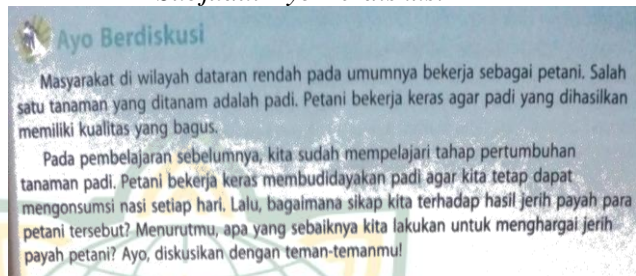 Ayo Berdiskusi
Masyarakat di wilayah dataran rendah pada umumnya bekerja sebagai petani. Salah
satu tanaman yang ditanam adalah padi. Petani bekerja keras agar padi yang dihasilkan
memiliki kualitas yang bagus.
Pada pembelajaran sebelumnya, kita sudah mempelajari tahap pertumbuhan
tanaman padi. Petani bekerja keras membudidayakan padi agar kita tetap dapat
mengonsumsi nasi setiap hari. Lalu, bagaimana sikap kita terhadap hasil jerih payah para
petani tersebut? Menurutmu, apa yang sebaiknya kita lakukan untuk menghargai jerih
payah petani? Ayo, diskusikan dengan teman-temanmu!